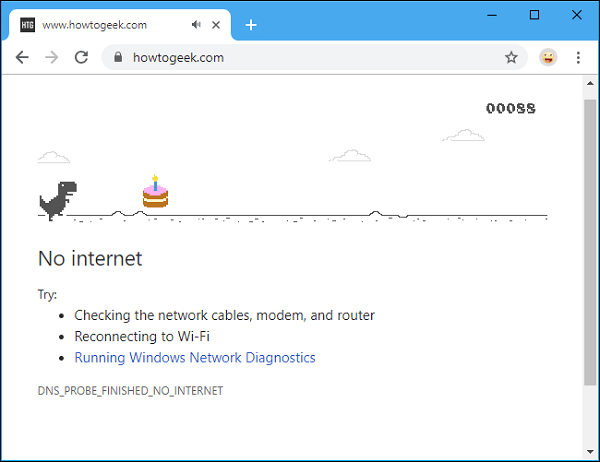 HTG www.howtogeek.com
howtogeek.com
00088
No internet
Try:
• Checking the network cables, modem, and router
• Reconnecting to Wi-Fi
• Running Windows Network Diagnostics
DNS_PROBE_FINISHED_NO_INTERNET